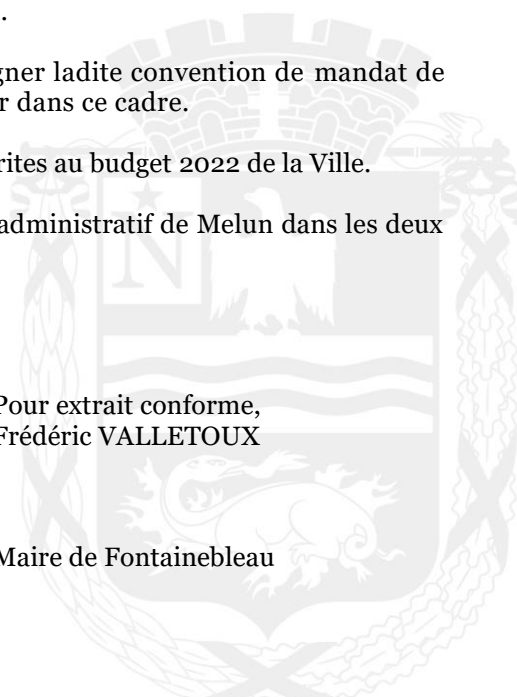 .
gner ladite convention de mandat de
r dans ce cadre.
rites au budget 2022 de la Ville.
administratif de Melun dans les deux
N
Pour extrait conforme,
Frédéric VALLETOUX
Maire de Fontainebleau